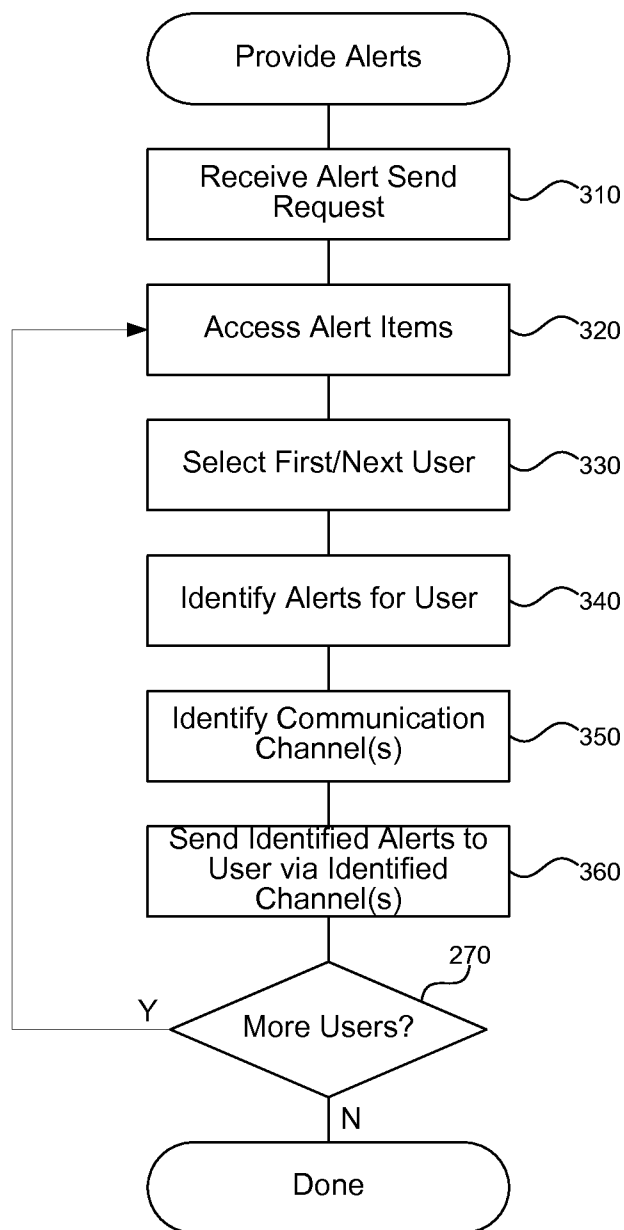 Provide Alerts
Receive Alert Send
Request
310
Access Alert Items
320
Select First/Next User
330
Identify Alerts for User
340
Identify Communication
Channel(s)
350
Send Identified Alerts to
User via Identified
Channel(s)
360
270
More Users?
Y
N
Done